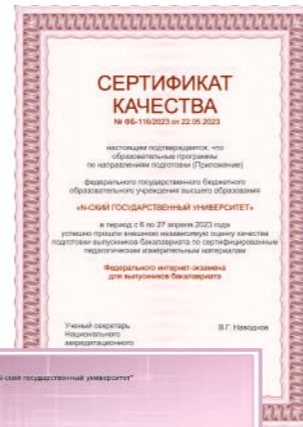 СЕРТИФИКАТ
КАЧЕСТВА
№ ФБ-116/2023 от 22.05.2023
настоящим подтверждается, что
образовательные программы
по направлениям подготовки (Приложение)
федерального государственного бюджетного
образовательного учреждения высшего образования
«N-СКИЙ ГОСУДАРСТВЕННЫЙ УНИВЕРСИТЕТ»
в период с 6 по 27 апреля 2023 года
успешно прошли внешнюю независимую оценку качества
подготовки выпускников бакалавриата по сертифицированным
педагогическим измерительным материалам
Федерального интернет-экзамена
для выпускников бакалавриата
Ученый секретарь
Национального
аккредитационного
В.Г. Наводнов
N-ский государственный университет"